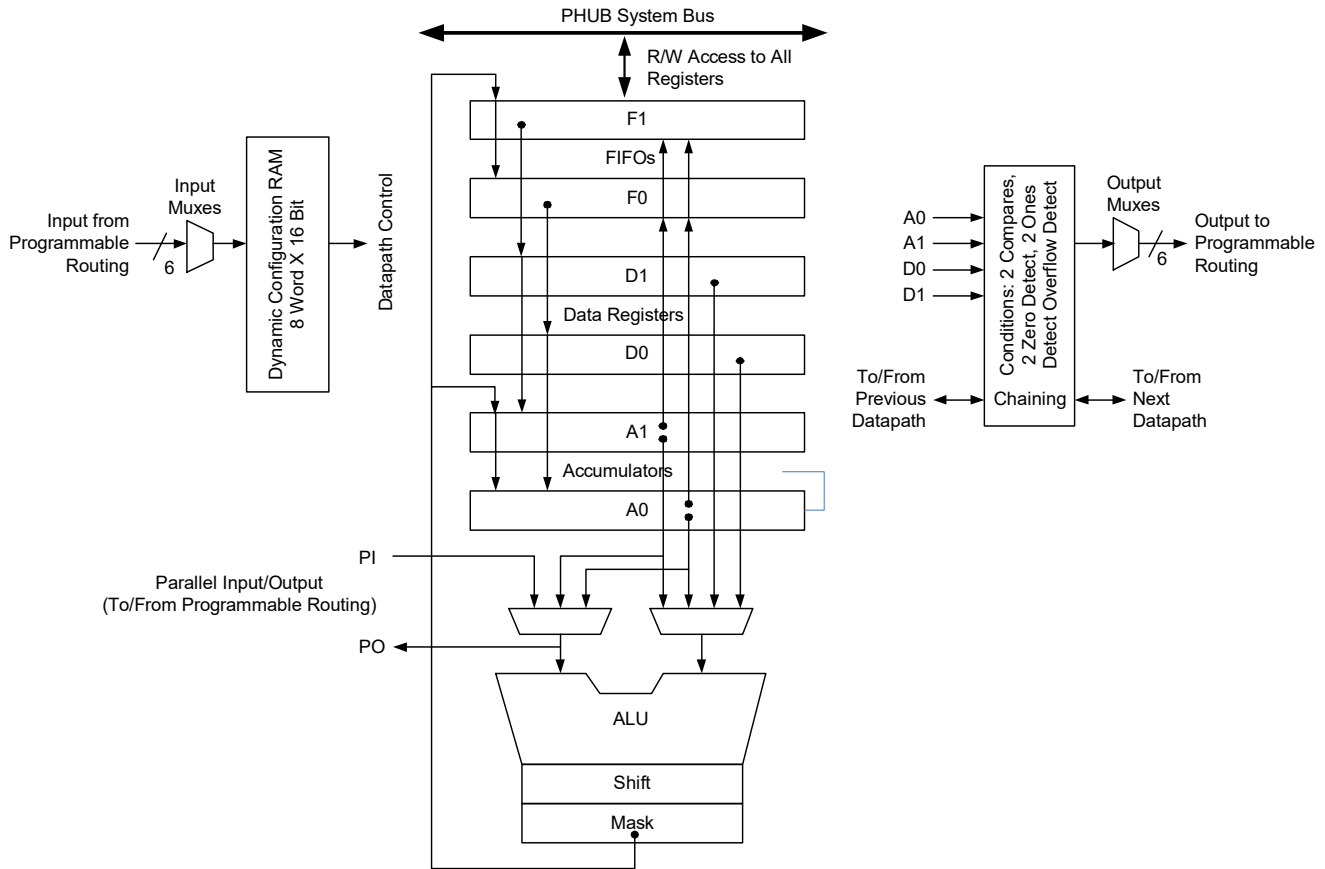 PHUB System Bus
R/W Access to All
Registers
F1
FIFOs
F0
D1
Data Registers
D0
A1
Accumulators
A0
Input from
Programmable
Routing
6
Input
Muxes
Dynamic Configuration RAM
8 Word X 16 Bit
Datapath Control
PI
Parallel Input/Output
(To/From Programmable Routing)
PO
ALU
Shift
Mask
A0
A1
D0
D1
Conditions: 2 Compares,
2 Zero Detect, 2 Ones
Detect Overflow Detect
Output
Muxes
6
Output to
Programmable
Routing
To/From
Previous
Datapath
Chaining
To/From
Next
Datapath